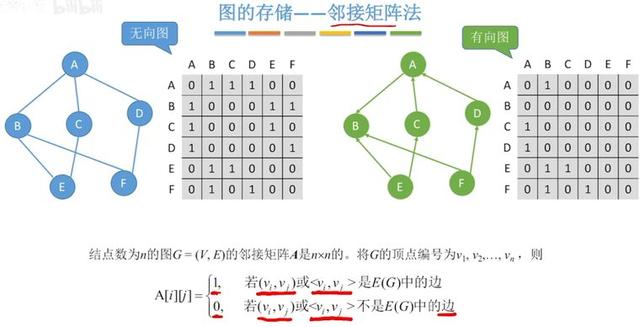 图的存储——邻接矩阵法
无向图
有向图
A
B
C
D
E
F
A B C D E F
A 0 1 1 1 0 0
B 1 0 0 0 1 1
C 1 0 0 0 1 0
D 1 0 0 0 0 1
E 0 1 1 0 0 0
F 0 1 0 1 0 0
A
B
C
D
E
F
A B C D E F
A 0 1 0 0 0 0
B 0 0 0 0 0 0
C 1 0 0 0 0 0
D 1 0 0 0 0 0
E 0 1 1 0 0 0
F 0 1 0 1 0 0
结点数为n的图G = (V, E)的邻接矩阵A是n×n的。将G的顶点编号为v₁, v₂,…, vₙ，则
A[i][j]=
1, 若(vᵢ,vⱼ)或<vᵢ,vⱼ>是E(G)中的边
0, 若(vᵢ,vⱼ)或<vᵢ,vⱼ>不是E(G)中的边